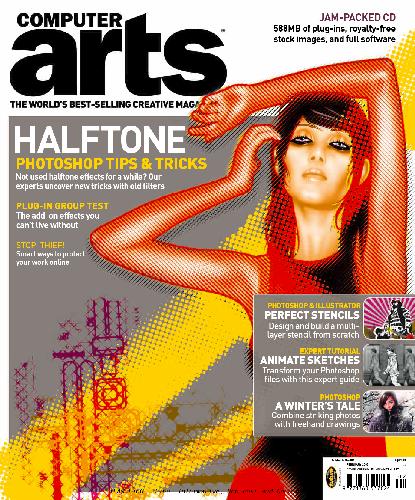 COMPUTER
arts
THE WORLD'S BEST-SELLING CREATIVE MAGA
JAM-PACKED CD
588MB of plug-ins, royalty-free
stock images, and full software
HALFTONE
PHOTOSHOP TIPS & TRICKS
Not used halftone effects for a while? Our
experts uncover new tricks with old filters
PLUG-IN GROUP TEST
The add-on effects you
can't live without
STOP, THIEF!
Smart ways to protect
your work online
PHOTOSHOP & ILLUSTRATOR
PERFECT STENCILS
Design and build a multi-
layer stencil from scratch
EXPERT TUTORIAL
ANIMATE SKETCHES
Transform your Photoshop
files with this expert guide
PHOTOSHOP
A WINTER'S TALE
Combine striking photos
with freehand drawings